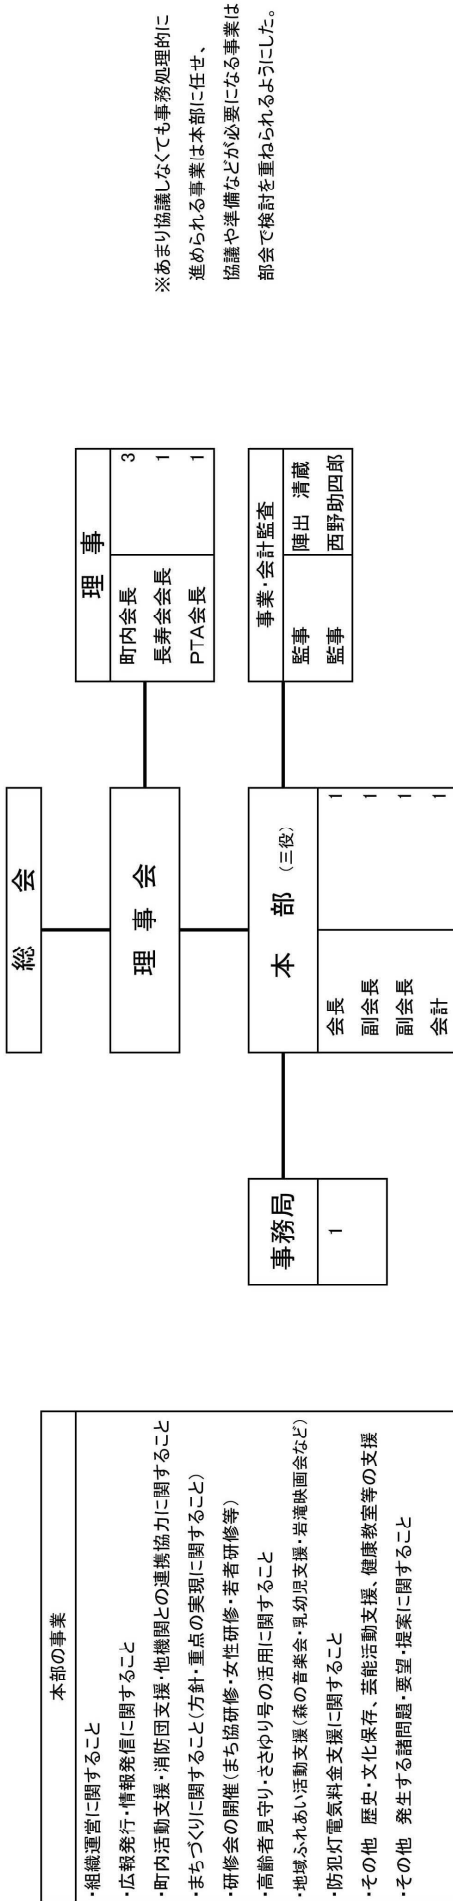 総　会
理 事 会
理　事
町内会長　3
長寿会会長　1
PTA会長　1
本　部　（三役）
会長　1
副会長　1
副会長　1
会計　1
事業・会計監査
監事　陣出 清蔵
監事　西野助四郎
事務局
1
本部の事業
・組織運営に関すること
・広報発行・情報発信に関すること
・町内活動支援・消防団支援・他機関との連携協力に関すること
・まちづくりに関すること（方針・重点の実現に関すること）
・研修会の開催（まち協研修・女性研修・若者研修等）
・高齢者見守り・ささゆり号の活用に関すること
・地域ふれあい活動支援（森の音楽会・乳幼児支援・岩滝映画会など）
・防犯灯電気料金支援に関すること
・その他 歴史・文化保存、芸能活動支援、健康教室等の支援
・その他 発生する諸問題・要望・提案に関すること
※あまり協議しなくても事務処理的に
進められる事業は本部に任せ、
協議や準備などが必要になる事業は
部会で検討を重ねられるようにした。